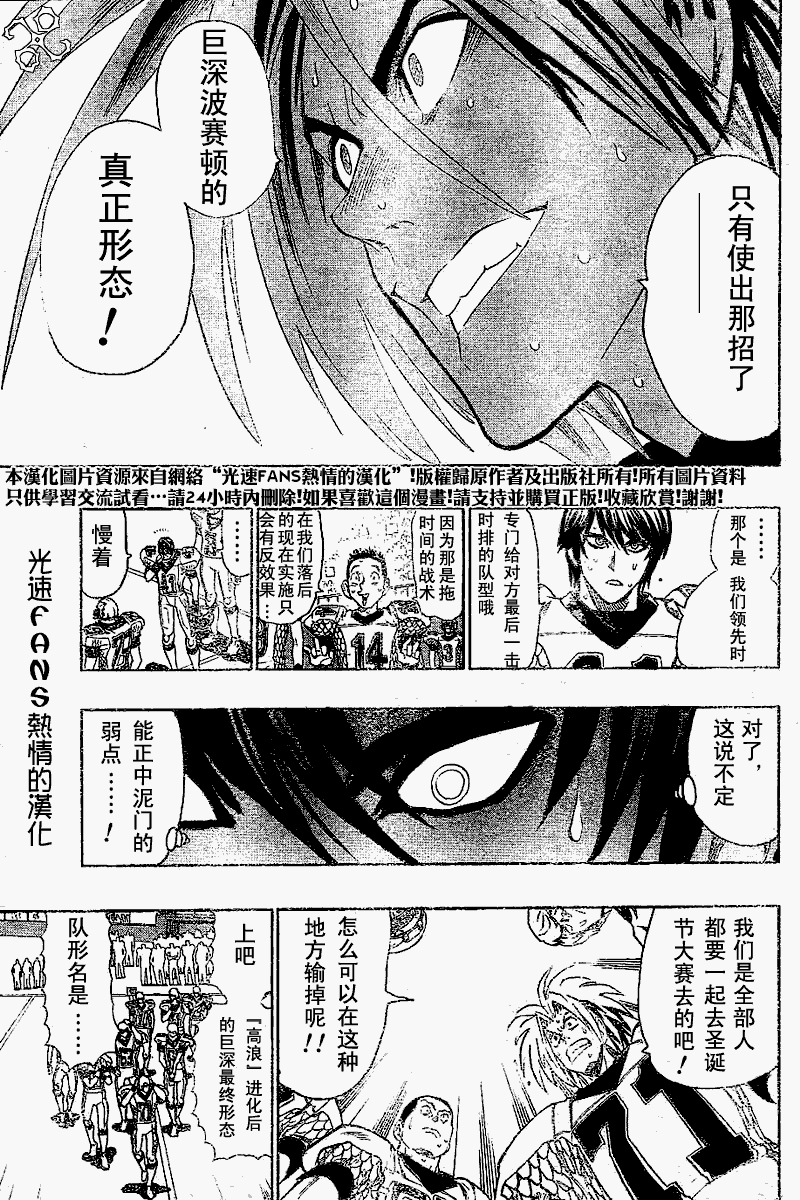 只有使出那招了
巨深波赛顿的
真正形态！
本漢化圖片資源來自網絡“光速FANS熱情的漢化”!版權歸原作者及出版社所有!所有圖片資料
只供學習交流試看…請24小時內刪除!如果喜歡這個漫畫!請支持並購買正版!收藏欣賞!謝謝!
……
那个是 我们领先时
专门给对方最后一击
时排的队型哦
因为那是拖
时间的战术
在我们落后
的现在实施只
会有反效果…
14
慢着
光速FANS熱情的漢化
对了，
这说不定
能正中泥门的
弱点……！
我们是全部人
都要一起去圣诞
节大赛去的吧！
怎么可以在这种
地方输掉呢！！
11
上吧
『高浪』进化后
的巨深最终形态
队形名是……